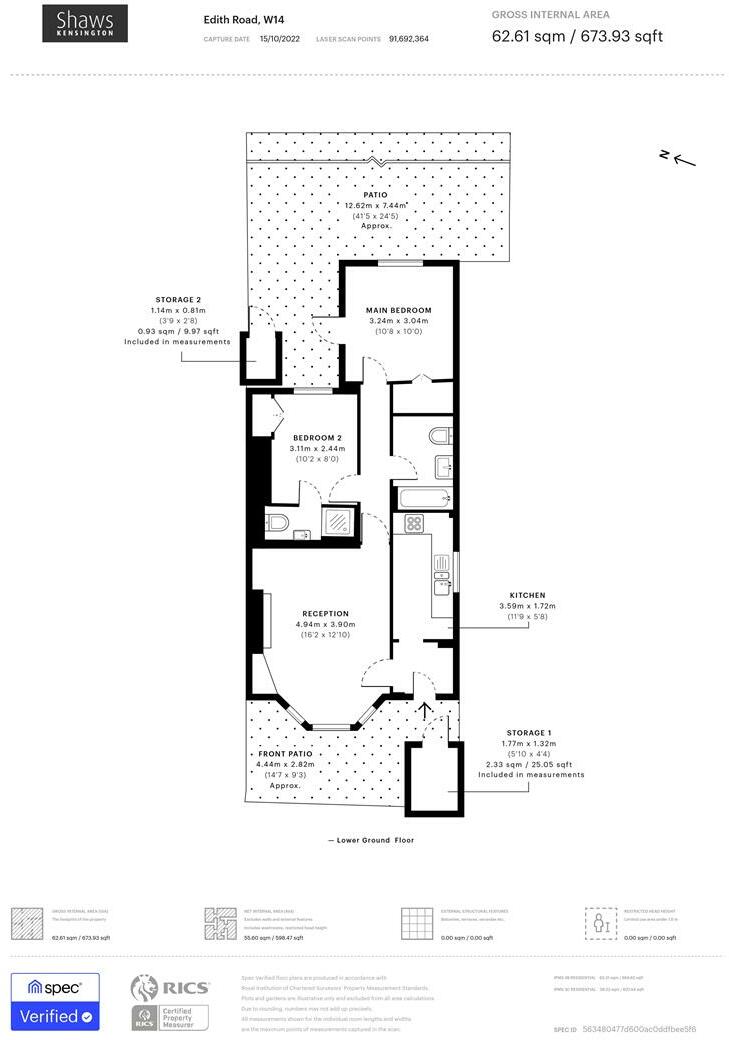 Shaws
KENSINGTON
Edith Road, W14
CAPTURE DATE 15/10/2022 LASER SCAN POINTS 91,692,364
GROSS INTERNAL AREA
62.61 sqm / 673.93 sqft
N
PATIO
12.62m x 7.44m
(41'5 x 24'5)
Approx.
STORAGE 2
1.14m x 0.81m
(3'9 x 2'8)
0.93 sqm / 9.97 sqft
Included in measurements
MAIN BEDROOM
3.24m x 3.04m
(10'8 x 10'0)
BEDROOM 2
3.11m x 2.44m
(10'2 x 8'0)
KITCHEN
3.59m x 1.72m
(11'9 x 5'8)
RECEPTION
4.94m x 3.90m
(16'2 x 12'10)
STORAGE 1
1.77m x 1.32m
(5'10 x 4'4)
2.33 sqm / 25.05 sqft
Included in measurements
FRONT PATIO
4.44m x 2.82m
(14'7 x 9'3)
Approx.
— Lower Ground Floor
GROSS INTERNAL AREA (GIA)
The footprint of the property
62.61 sqm / 673.93 sqft
NET INTERNAL AREA (NIA)
Excludes walls and external features
Includes washrooms, restricted head height
55.60 sqm / 598.47 sqft
EXTERNAL STRUCTURAL FEATURES
Balconies, terraces, verandas etc.
0.00 sqm / 0.00 sqft
RESTRICTED HEAD HEIGHT
Limited use area under 1.5 m
0.00 sqm / 0.00 sqft
spec
Verified
RICS
RICS
Certified
Property
Measurer
Spec Verified floor plans are produced in accordance with
Royal Institution of Chartered Surveyors' Property Measurement Standards.
Plots and gardens are illustrative only and excluded from all area calculations.
Due to rounding, numbers may not add up precisely.
All measurements shown for the individual room lengths and widths
are the maximum points of measurements captured in the scan.
IPMS 3B RESIDENTIAL
IPMS 3C RESIDENTIAL
SPEC ID 563480477d600ac0ddfbee5f6